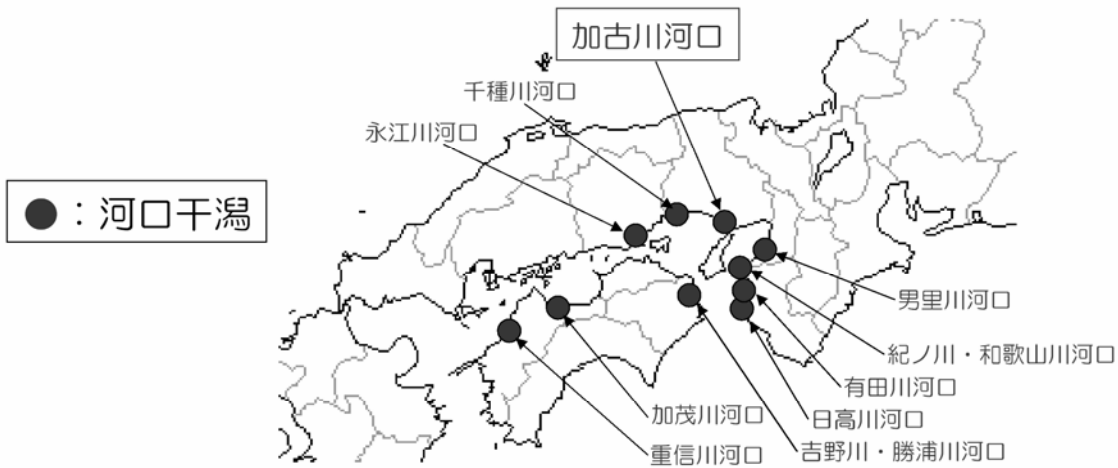 加古川河口
千種川河口
永江川河口
●：河口干潟
男里川河口
紀ノ川・和歌山川河口
有田川河口
加茂川河口
日高川河口
重信川河口
吉野川・勝浦川河口